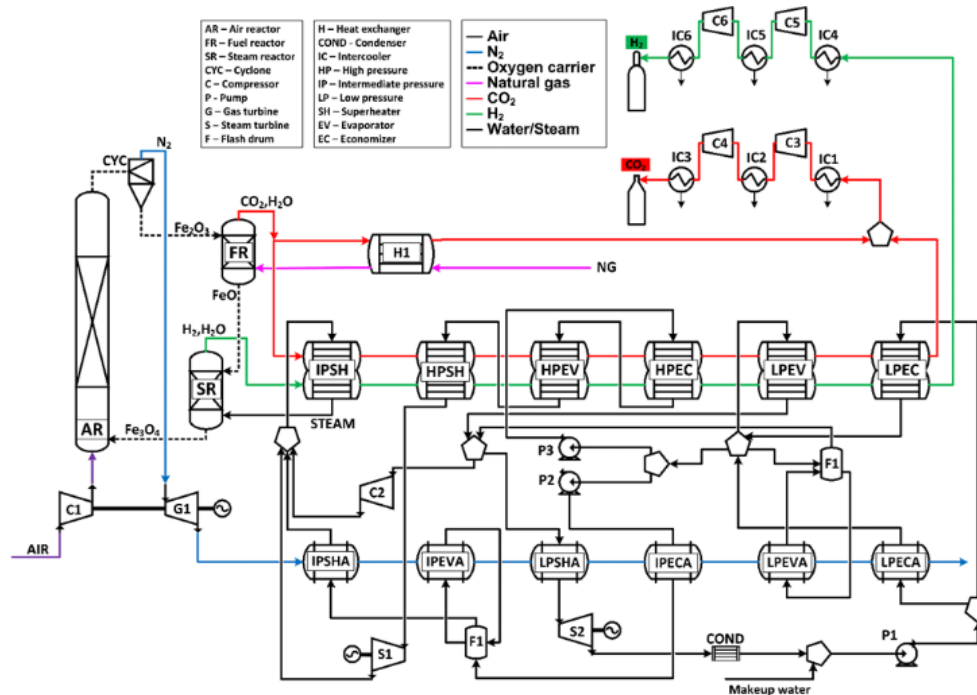 AR – Air reactor
FR – Fuel reactor
SR – Steam reactor
CYC – Cyclone
C – Compressor
P - Pump
G – Gas turbine
S – Steam turbine
F – Flash drum
H – Heat exchanger
COND - Condenser
IC – Intercooler
HP – High pressure
IP – Intermediate pressure
LP – Low pressure
SH – Superheater
EV – Evaporator
EC – Economizer
Air
N₂
Oxygen carrier
Natural gas
CO₂
H₂
Water/Steam
H₂
IC6
C6
IC5
C5
IC4
CO₂
IC3
C4
IC2
C3
IC1
CYC
N₂
Fe₂O₃
CO₂,H₂O
FR
H1
NG
FeO
H₂,H₂O
SR
STEAM
Fe₃O₄
AR
IPSH
HPSH
HPEV
HPEC
LPEV
LPEC
P3
P2
F1
C2
C1
G1
AIR
IPSHA
IPEVA
LPSHA
IPECA
LPEVA
LPECA
S1
F1
S2
COND
P1
Makeup water